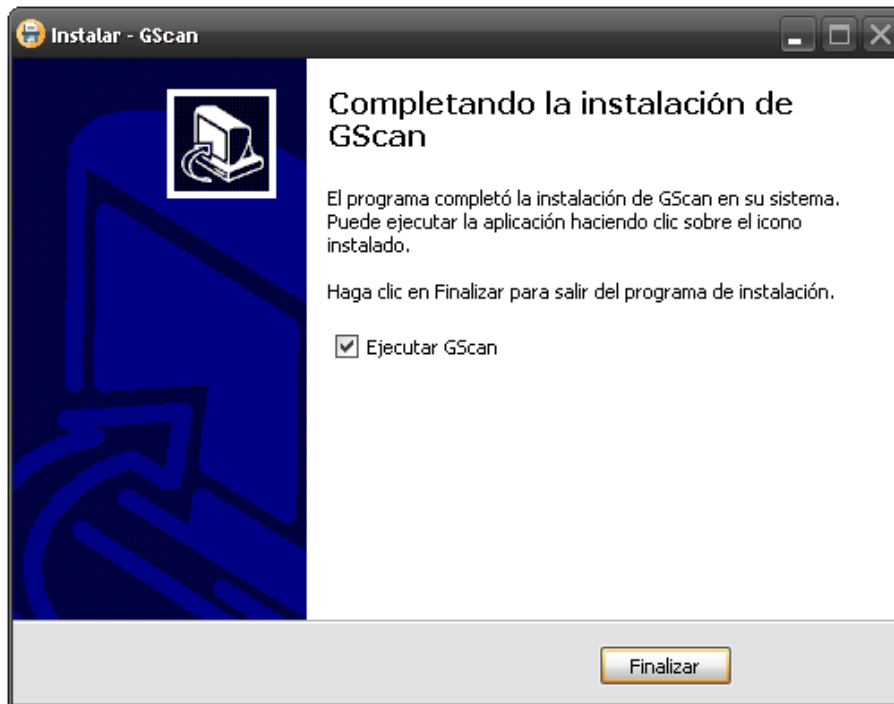 Instalar - GScan
Completando la instalación de
GScan
El programa completó la instalación de GScan en su sistema.
Puede ejecutar la aplicación haciendo clic sobre el icono
instalado.
Haga clic en Finalizar para salir del programa de instalación.
Ejecutar GScan
Finalizar